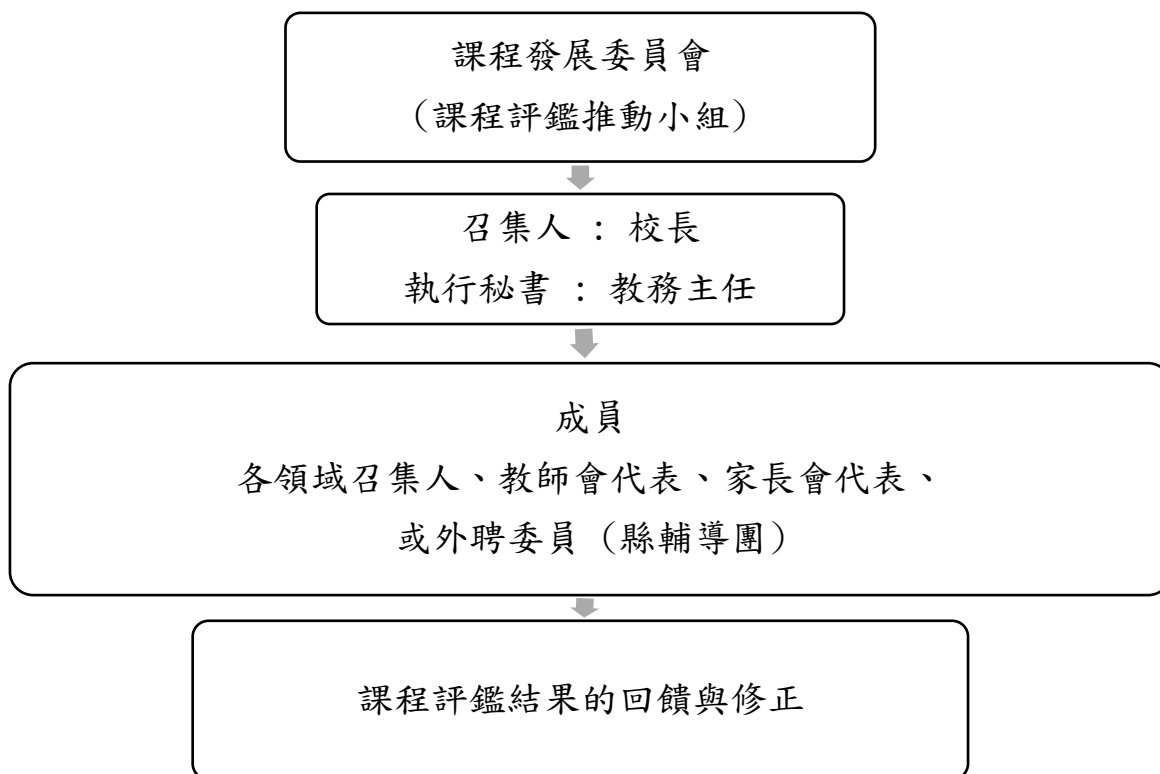 課程發展委員會
（課程評鑑推動小組）
召集人 : 校長
執行秘書 : 教務主任
成員
各領域召集人、教師會代表、家長會代表、
或外聘委員（縣輔導團）
課程評鑑結果的回饋與修正